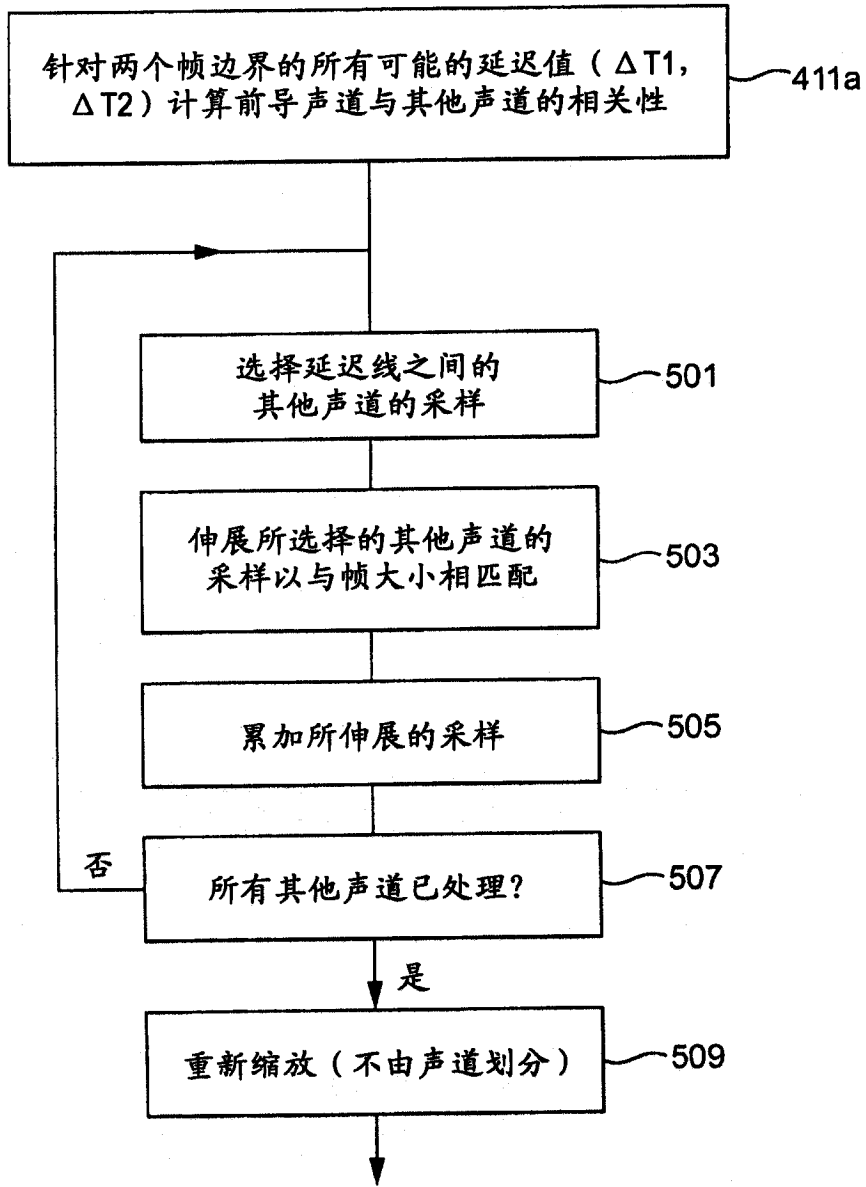 针对两个帧边界的所有可能的延迟值(ΔT1,
ΔT2)计算前导声道与其他声道的相关性
411a
选择延迟线之间的
其他声道的采样
501
伸展所选择的其他声道的
采样以与帧大小相匹配
503
累加所伸展的采样
505
否
所有其他声道已处理?
507
是
重新缩放(不由声道划分)
509